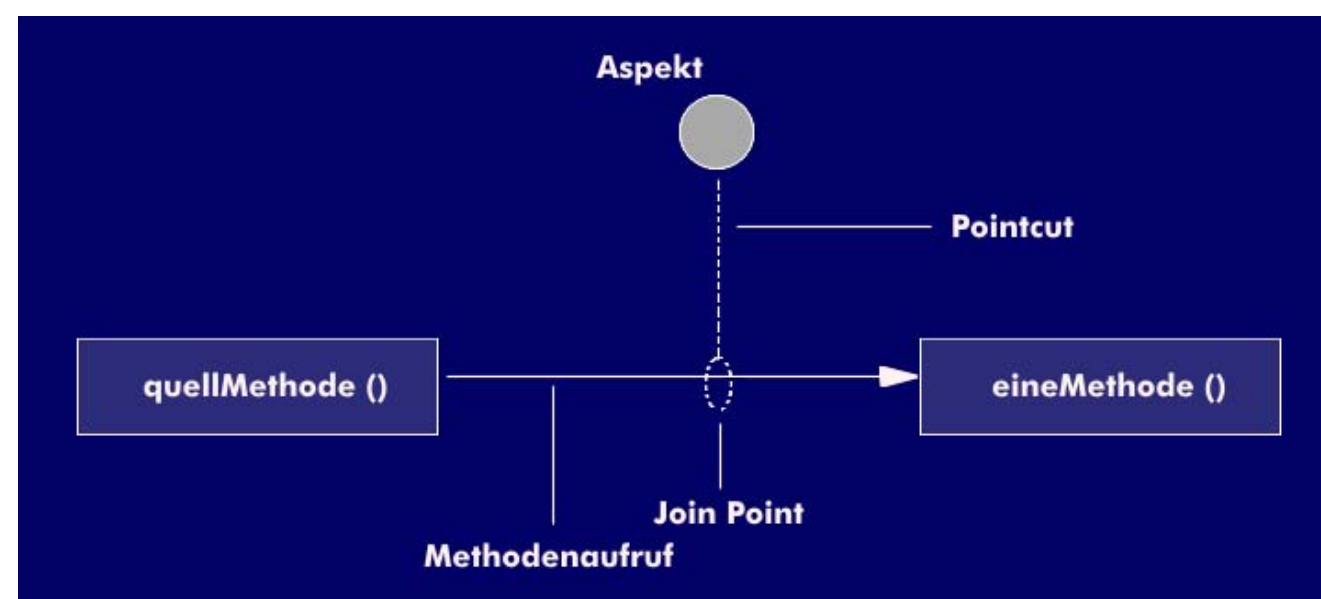 Aspekt
Pointcut
quellMethode ()
eineMethode ()
Join Point
Methodenaufruf